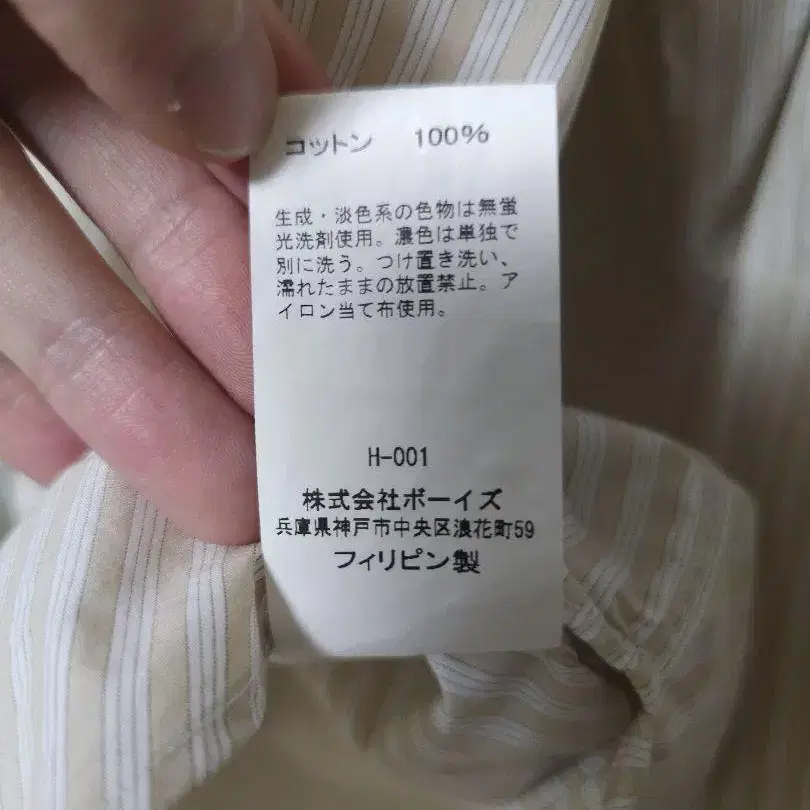 コットン 100%
生成・淡色系の色物は無蛍
光洗剤使用。濃色は単独で
別に洗う。つけ置き洗い、
濡れたままの放置禁止。ア
イロン当て布使用。
H-001
株式会社ボーイズ
兵庫県神戸市中央区浪花町59
フィリピン製